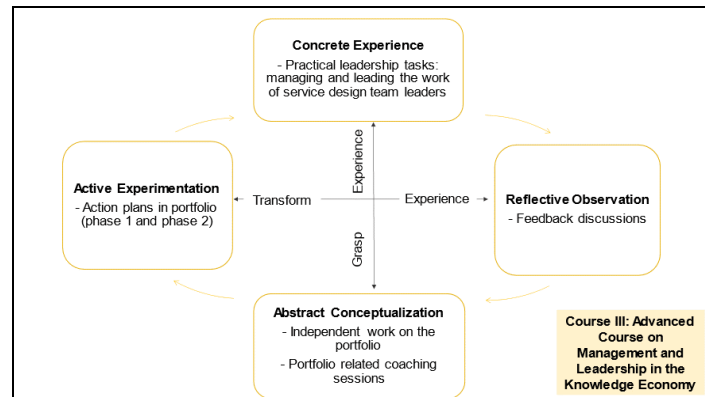 Concrete Experience
- Practical leadership tasks:
managing and leading the work
of service design team leaders
Experience
Active Experimentation
- Action plans in portfolio
(phase 1 and phase 2)
Transform
Experience
Reflective Observation
- Feedback discussions
Grasp
Abstract Conceptualization
- Independent work on the
portfolio
- Portfolio related coaching
sessions
Course III: Advanced
Course on
Management and
Leadership in the
Knowledge Economy